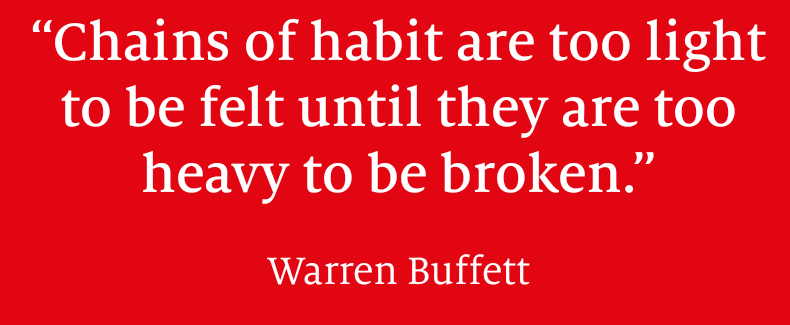 “Chains of habit are too light
to be felt until they are too
heavy to be broken.”
Warren Buffett